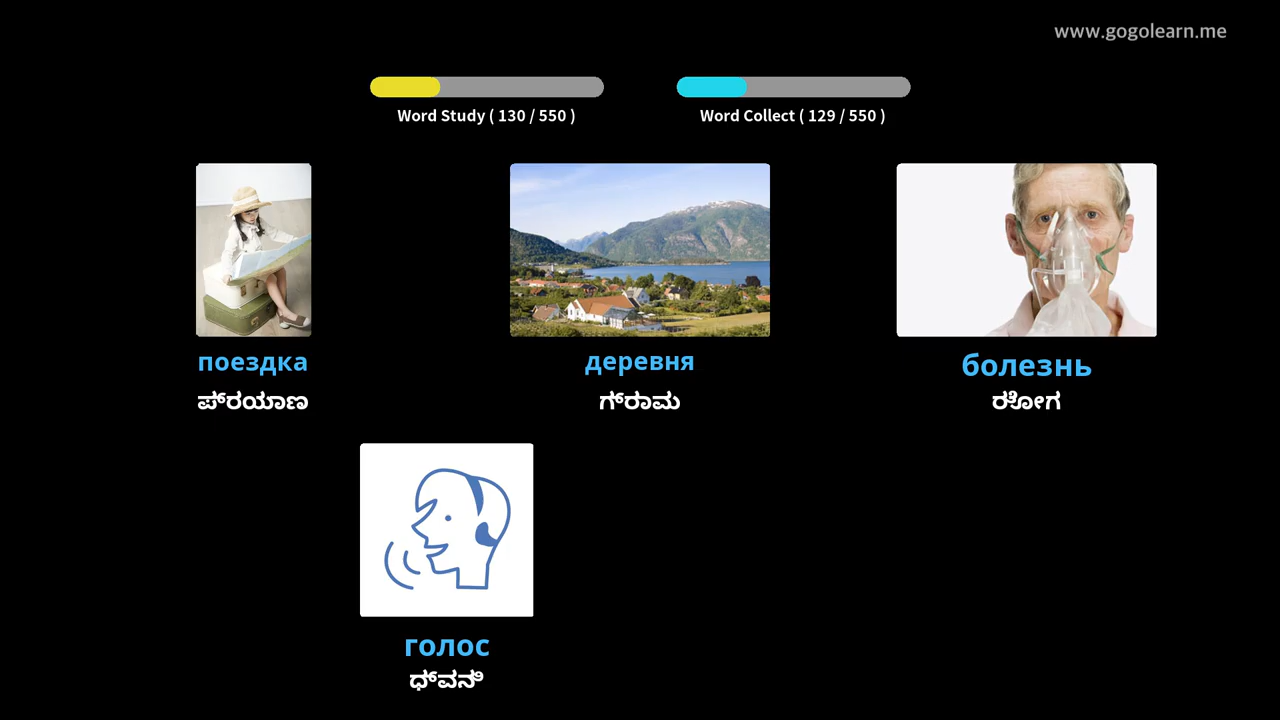 www.gogolearn.me
Word Study ( 130 / 550 )
Word Collect ( 129 / 550 )
поездка
ಪ್ರಯಾಣ
деревня
ಗ್ರಾಮ
болезнь
ರೋಗ
голос
ಧ್ವನಿ